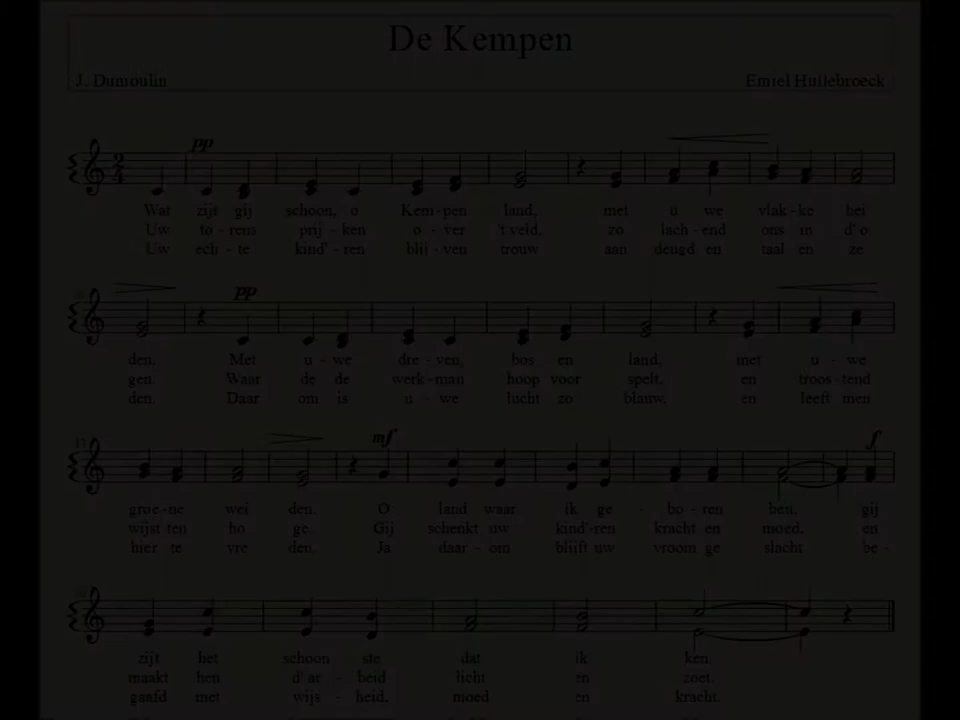 De Kempen
J. Dumoulin
Emiel Hullebroeck
pp
2
4
Wat zijt gij schoon, o Kem - pen land, met u we vlak - ke hei
Uw to - rens prij - ken o - ver 't veld, zo lach - end ons in d' o
Uw ech - te kind' - ren blij - ven trouw aan deugd en taal en ze
pp
den. Met u - we dre - ven, bos en land, met u - we
gen. Waar de de werk - man hoop voor spelt, en troos - tend
den. Daar om is u - we lucht zo blauw, en leeft men
17
mf
f
groe - ne wei den. O land waar ik ge - bo - ren ben, gij
wijst ten ho ge. Gij schenkt uw kind' - ren kracht en moed. en
hier te vre den. Ja daar - om blijft uw vroom ge slacht be -
zijt het schoon ste dat ik ken.
maakt hen d' ar - beid licht en zoet.
gaafd met wijs - heid, moed en kracht.